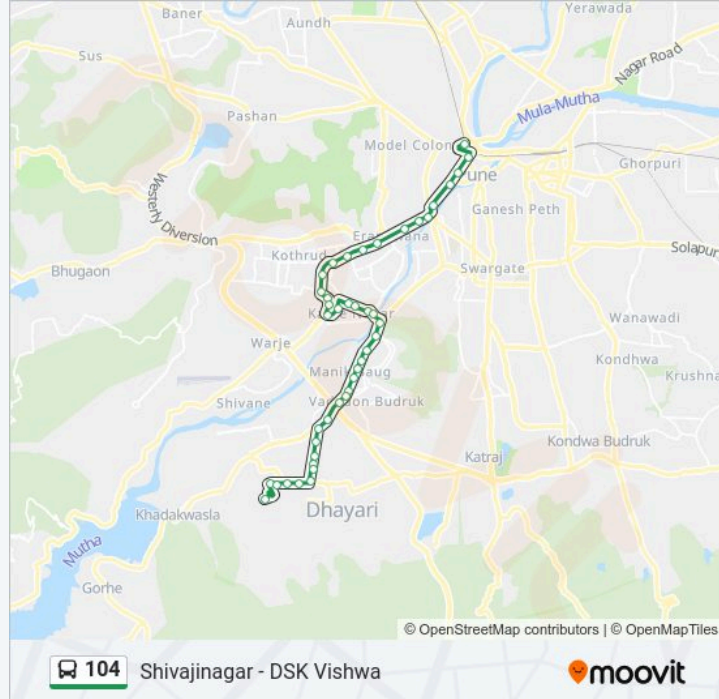 Baner
Aundh
Yerawada
Sus
Nagar Road
Mula-Mutha
Pashan
Model Colon
Ghorpuri
Pune
Westerly Diversion
Ganesh Peth
Kothrud
Solapur
Bhugaon
Swargate
Wanawadi
Warje
Kondhwa
Krushna
Shivane
Budruk
Kondwa Budruk
Katraj
Khadakwasla
Dhayari
Mutha
Gorhe
© OpenStreetMap contributors | © OpenMapTiles
104 Shivajinagar - DSK Vishwa
moovit